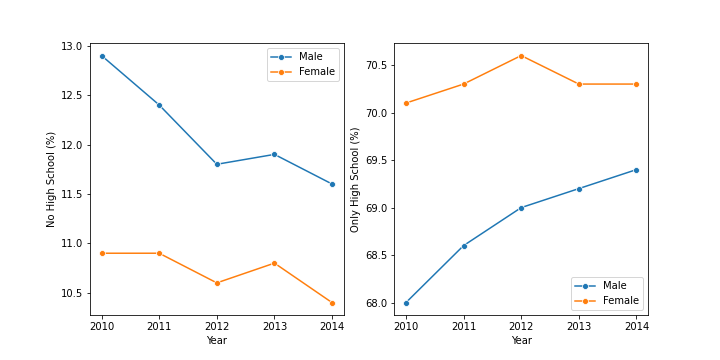 No High School (%)
13.0
12.5
12.0
11.5
11.0
10.5
2010 2011 2012 2013 2014
Year
Male
Female
Only High School (%)
70.5
70.0
69.5
69.0
68.5
68.0
2010 2011 2012 2013 2014
Year
Male
Female